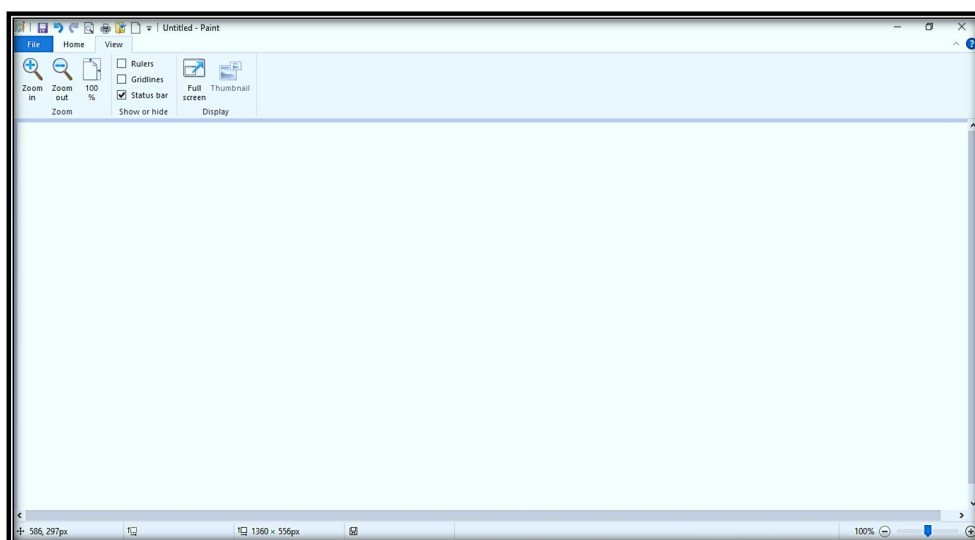 Untitled - Paint
File Home View
Zoom in
Zoom out
100 %
Rulers
Gridlines
Status bar
Full screen
Thumbnail
Zoom
Show or hide
Display
586, 297px
1360 × 556px
100%